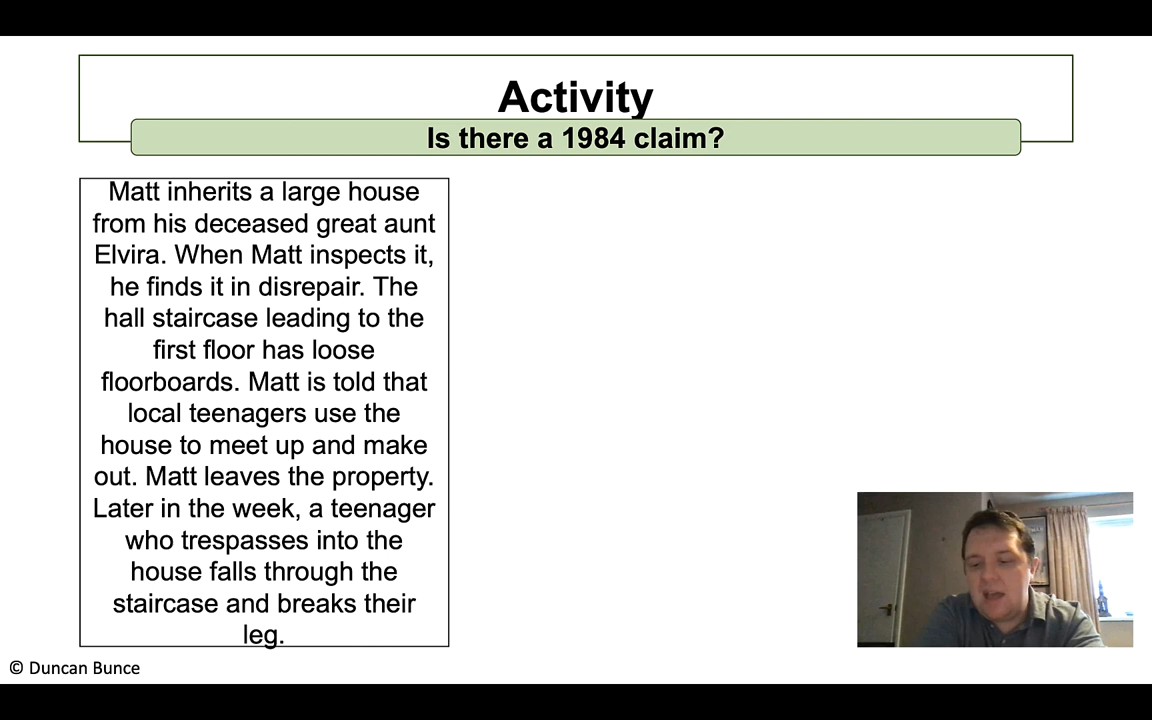 Activity
Is there a 1984 claim?
Matt inherits a large house
from his deceased great aunt
Elvira. When Matt inspects it,
he finds it in disrepair. The
hall staircase leading to the
first floor has loose
floorboards. Matt is told that
local teenagers use the
house to meet up and make
out. Matt leaves the property.
Later in the week, a teenager
who trespasses into the
house falls through the
staircase and breaks their
leg.
© Duncan Bunce